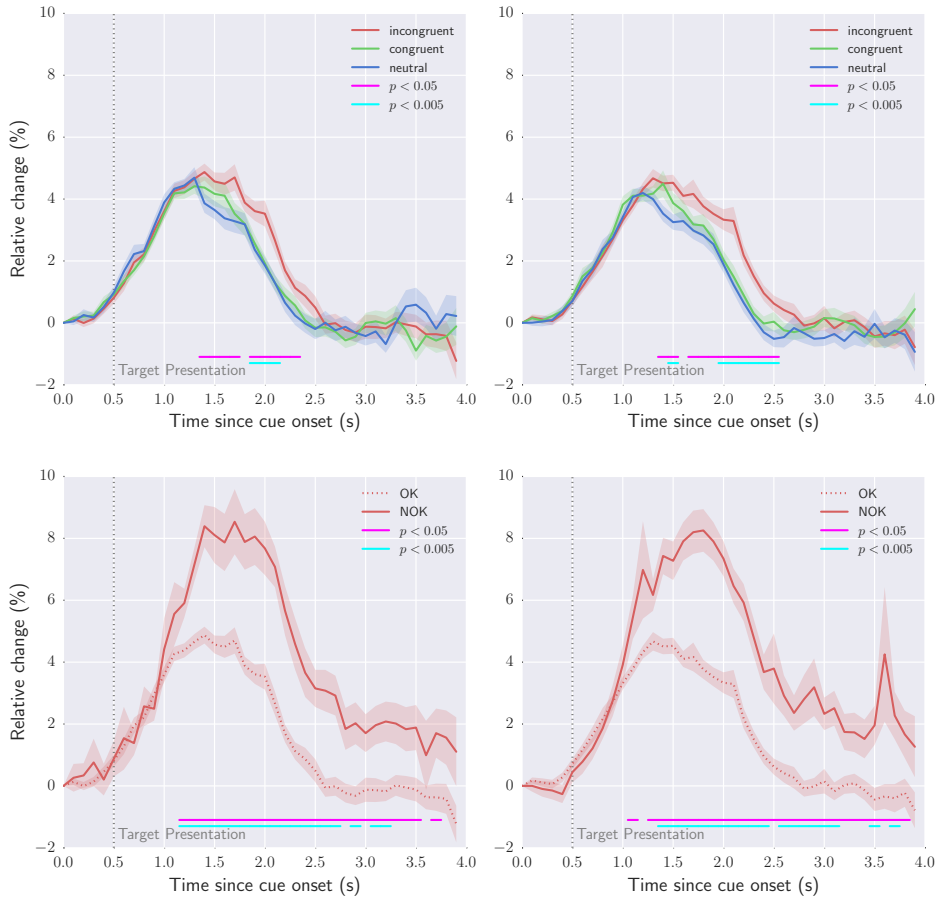 10
8
6
4
2
0
−2
Relative change (%)
incongruent
congruent
neutral
p < 0.05
p < 0.005
Target Presentation
0.0 0.5 1.0 1.5 2.0 2.5 3.0 3.5 4.0
Time since cue onset (s)
10
8
6
4
2
0
−2
incongruent
congruent
neutral
p < 0.05
p < 0.005
Target Presentation
0.0 0.5 1.0 1.5 2.0 2.5 3.0 3.5 4.0
Time since cue onset (s)
10
8
6
4
2
0
−2
Relative change (%)
OK
NOK
p < 0.05
p < 0.005
Target Presentation
0.0 0.5 1.0 1.5 2.0 2.5 3.0 3.5 4.0
Time since cue onset (s)
10
8
6
4
2
0
−2
OK
NOK
p < 0.05
p < 0.005
Target Presentation
0.0 0.5 1.0 1.5 2.0 2.5 3.0 3.5 4.0
Time since cue onset (s)